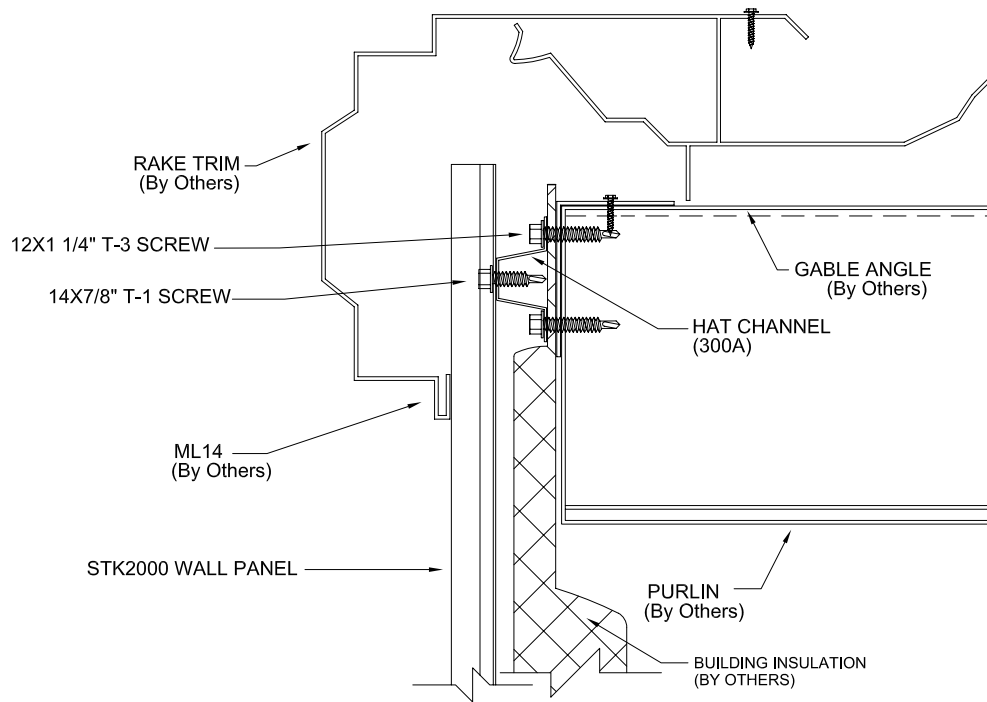 RAKE TRIM
(By Others)
12X1 1/4" T-3 SCREW
14X7/8" T-1 SCREW
GABLE ANGLE
(By Others)
HAT CHANNEL
(300A)
ML14
(By Others)
STK2000 WALL PANEL
PURLIN
(By Others)
BUILDING INSULATION
(BY OTHERS)